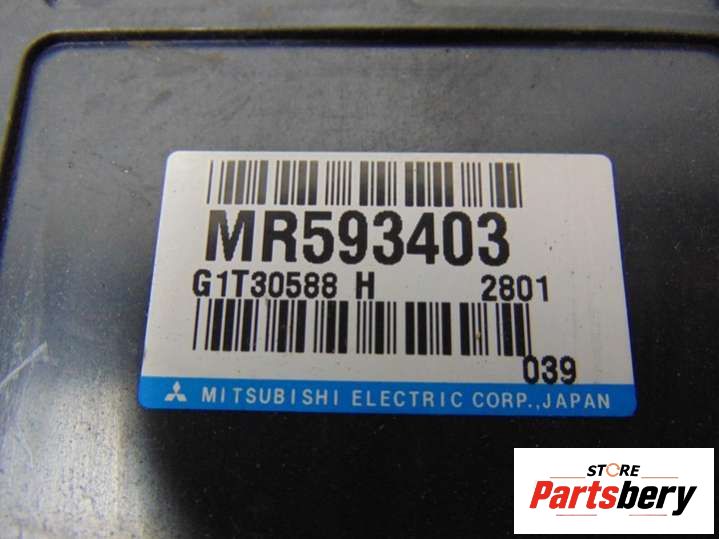 MR593403
G1T30588 H 2801
039
MITSUBISHI ELECTRIC CORP.,JAPAN
STORE
Partsbery